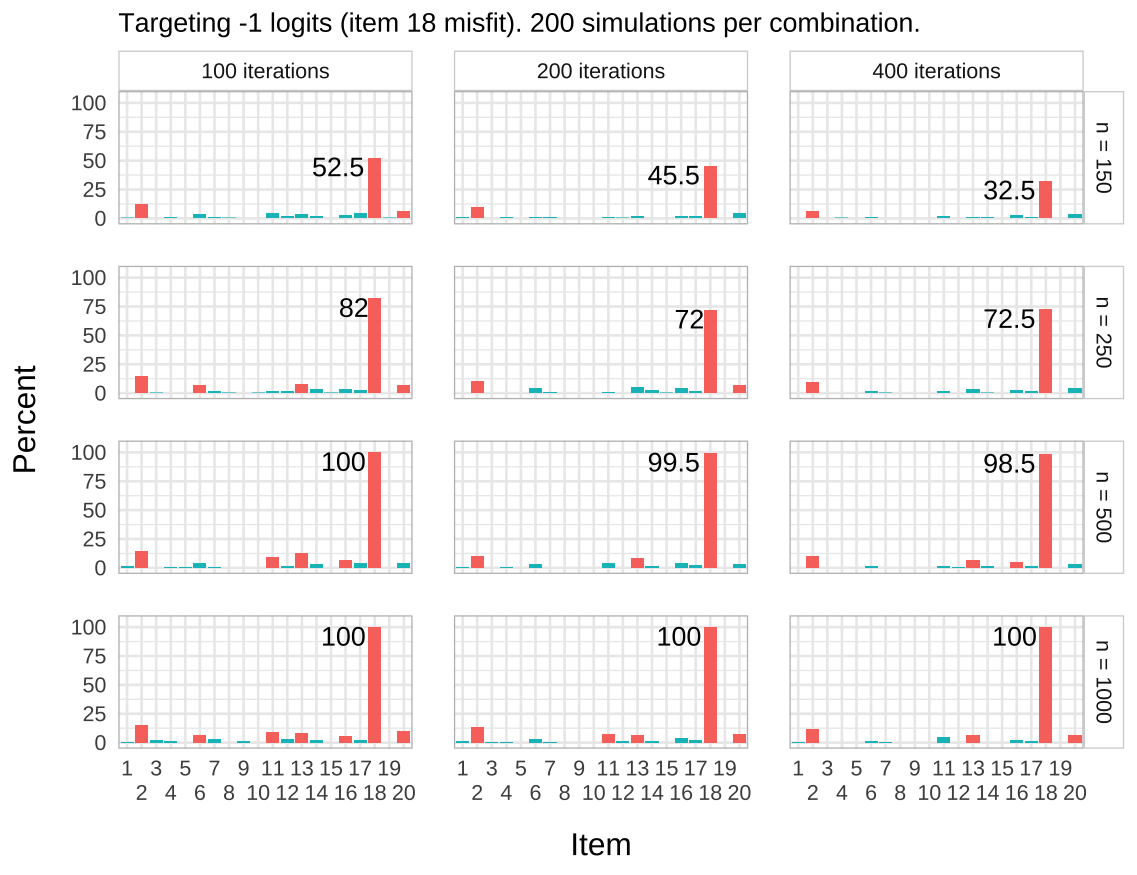 Targeting -1 logits (item 18 misfit). 200 simulations per combination.
100 iterations 200 iterations 400 iterations
100
75
50
25
0
52.5 45.5 32.5
n = 150
100
75
50
25
0
82 72 72.5
n = 250
Percent
100
75
50
25
0
100 99.5 98.5
n = 500
100
75
50
25
0
100 100 100
n = 1000
1 3 5 7 9 11 13 15 17 19 1 3 5 7 9 11 13 15 17 19 1 3 5 7 9 11 13 15 17 19
2 4 6 8 10 12 14 16 18 20 2 4 6 8 10 12 14 16 18 20 2 4 6 8 10 12 14 16 18 20
Item